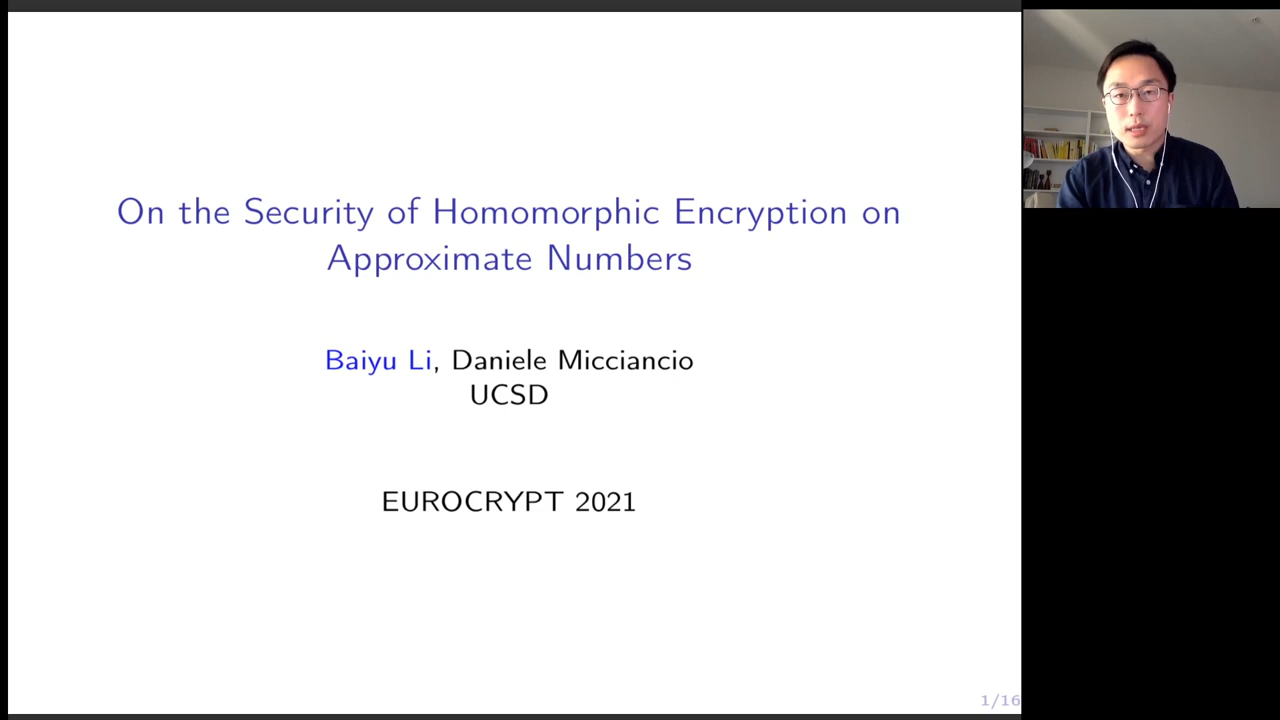 On the Security of Homomorphic Encryption on
Approximate Numbers
Baiyu Li, Daniele Micciancio
UCSD
EUROCRYPT 2021
1/16